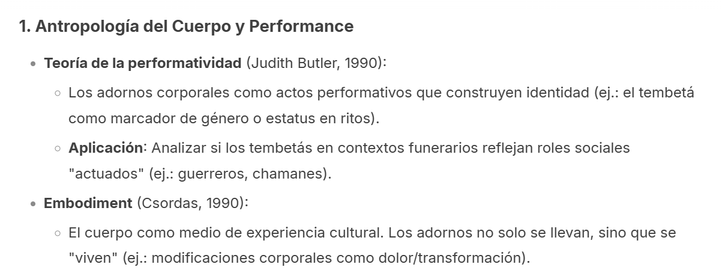 1. Antropología del Cuerpo y Performance
• Teoría de la performatividad (Judith Butler, 1990):
○ Los adornos corporales como actos performativos que construyen identidad (ej.: el tembetá
como marcador de género o estatus en ritos).
○ Aplicación: Analizar si los tembetás en contextos funerarios reflejan roles sociales
"actuados" (ej.: guerreros, chamanes).
• Embodiment (Csordas, 1990):
○ El cuerpo como medio de experiencia cultural. Los adornos no solo se llevan, sino que se
"viven" (ej.: modificaciones corporales como dolor/transformación).